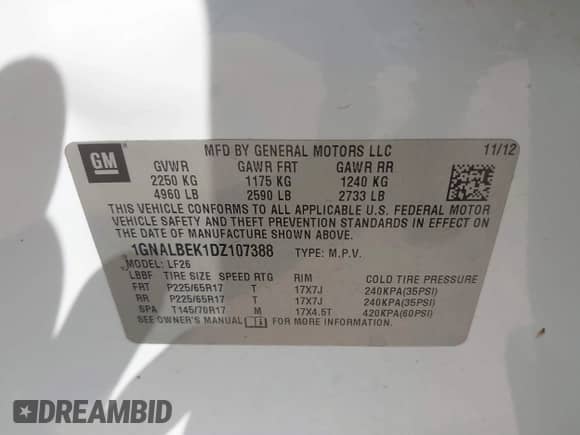 GM
MFD BY GENERAL MOTORS LLC 11/12
GVWR GAWR FRT GAWR RR
2250 KG 1175 KG 1240 KG
4960 LB 2590 LB 2733 LB
THIS VEHICLE CONFORMS TO ALL APPLICABLE U.S. FEDERAL MOTOR
VEHICLE SAFETY AND THEFT PREVENTION STANDARDS IN EFFECT ON
THE DATE OF MANUFACTURE SHOWN ABOVE.
1GNALBEK1DZ107388 TYPE: M.P.V.
MODEL: LF26
LBBF TIRE SIZE SPEED RTG RIM COLD TIRE PRESSURE
FRT P225/65R17 T 17X7J 240KPA(35PSI)
RR P225/65R17 T 17X7J 240KPA(35PSI)
SPA T145/70R17 M 17X4.5T 420KPA(60PSI)
SEE OWNER'S MANUAL FOR MORE INFORMATION.
DREAMBID